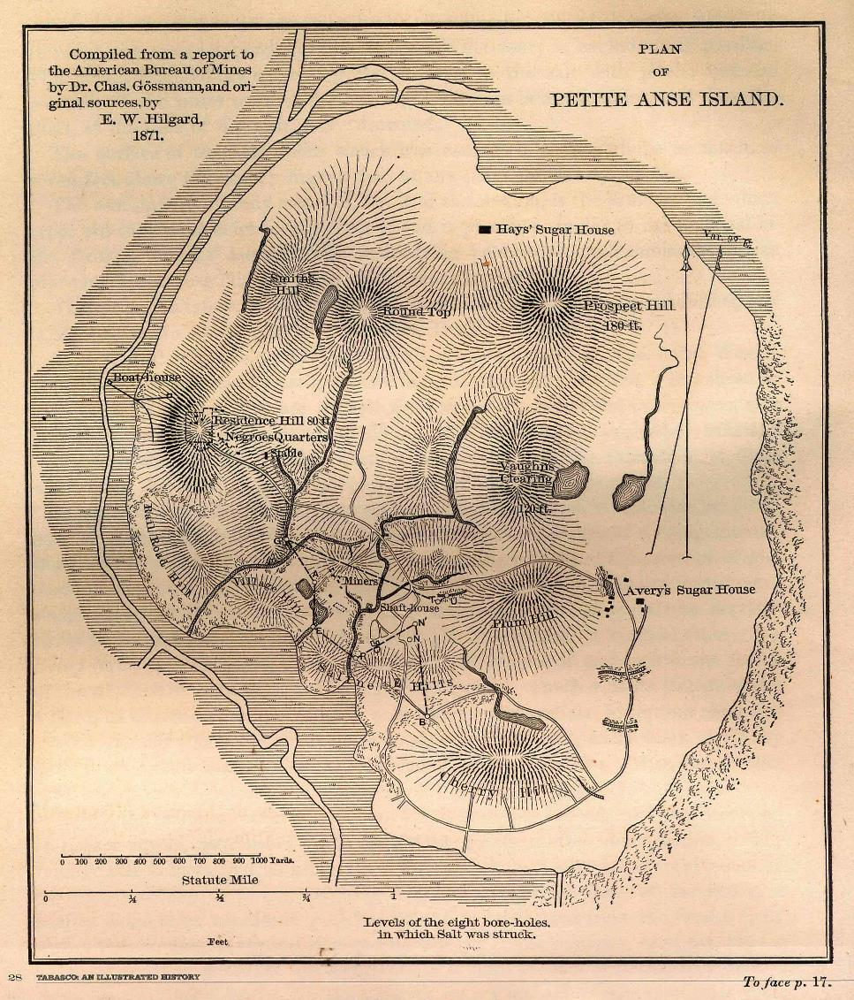 Compiled from a report to
the American Bureau of Mines
by Dr. Chas. Gössmann, and ori-
ginal sources, by
E. W. Hilgard,
1871.
PLAN
OF
PETITE ANSE ISLAND.
Hays' Sugar House
Smith's
Hill
Round Top
Prospect Hill
180 ft.
Boat-house
Residence Hill 80 ft.
Negroes Quarters
Stable
Vaughns
Clearing
120 ft.
Rail Road Hill
G
A
Village Hill
Miners
Shaft-house
Avery's Sugar House
Plum Hill
E
N'
N
Hills
B
Cherry Hill
0 100 200 300 400 500 600 700 800 900 1000 Yards.
Statute Mile
0 ¼ ½ ¾ 1
Levels of the eight bore-holes,
in which Salt was struck.
Feet
28 TABASCO: AN ILLUSTRATED HISTORY
To face p. 17.